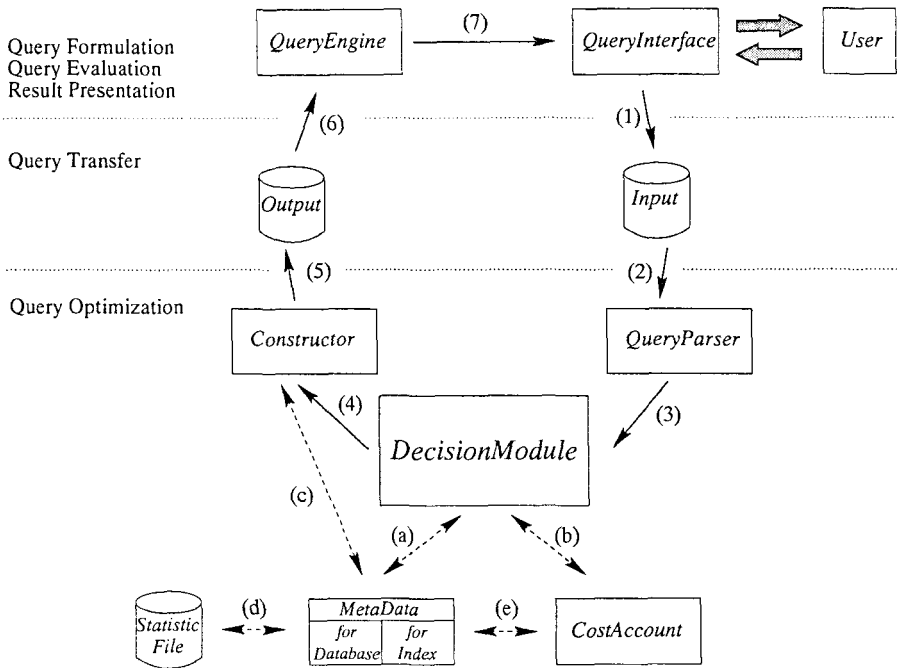 Query Formulation
Query Evaluation
Result Presentation
QueryEngine
(7)
QueryInterface
User
(6)
(1)
Query Transfer
Output
Input
(5)
(2)
Query Optimization
Constructor
QueryParser
(4)
(3)
DecisionModule
(c)
(a)
(b)
Statistic
File
(d)
MetaData
for
Database
for
Index
(e)
CostAccount